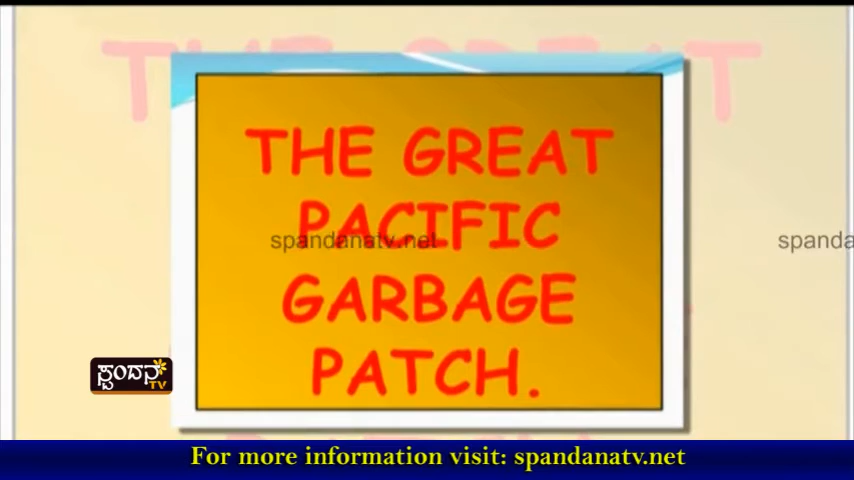 THE GREAT
PACIFIC
spandanatv.net
spanda
GARBAGE
PATCH.
ಸ್ಪಂದನ
TV
For more information visit: spandanatv.net